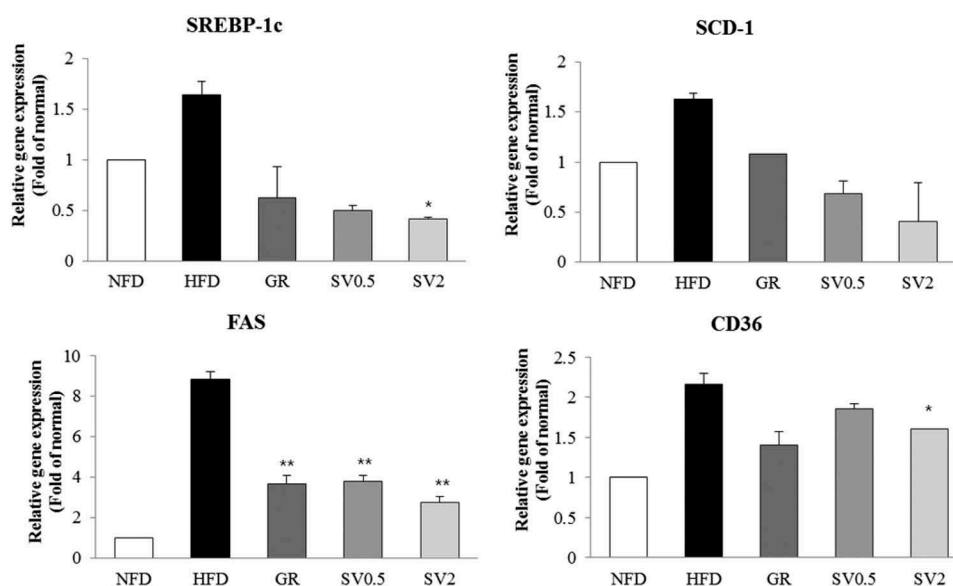 SREBP-1c
Relative gene expression
(Fold of normal)
2
1.5
1
0.5
0
*
NFD HFD GR SV0.5 SV2
SCD-1
Relative gene expression
(Fold of normal)
2
1.5
1
0.5
0
NFD HFD GR SV0.5 SV2
FAS
Relative gene expression
(Fold of normal)
10
8
6
4
2
0
** ** **
NFD HFD GR SV0.5 SV2
CD36
Relative gene expression
(Fold of normal)
2.5
2
1.5
1
0.5
0
*
NFD HFD GR SV0.5 SV2